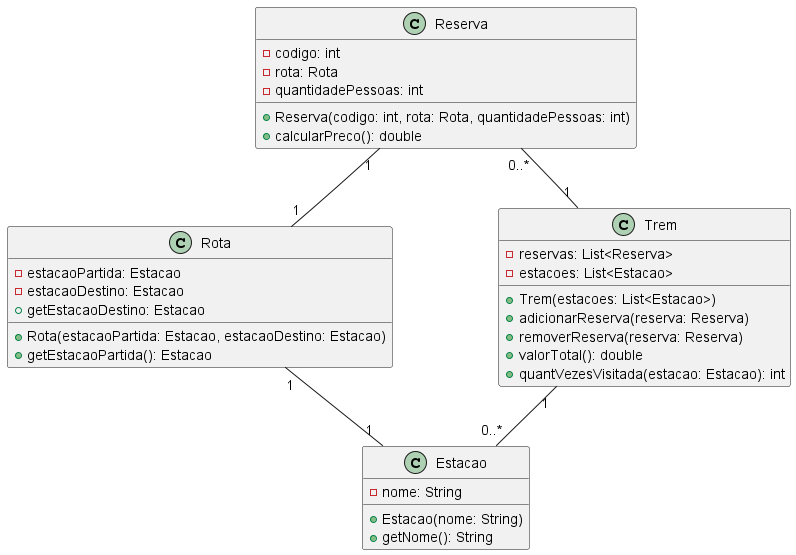 C Reserva
codigo: int
rota: Rota
quantidadePessoas: int
Reserva(codigo: int, rota: Rota, quantidadePessoas: int)
calcularPreco(): double
1
0..*
1
1
C Rota
estacaoPartida: Estacao
estacaoDestino: Estacao
getEstacaoDestino: Estacao
Rota(estacaoPartida: Estacao, estacaoDestino: Estacao)
getEstacaoPartida(): Estacao
C Trem
reservas: List<Reserva>
estacoes: List<Estacao>
Trem(estacoes: List<Estacao>)
adicionarReserva(reserva: Reserva)
removerReserva(reserva: Reserva)
valorTotal(): double
quantVezesVisitada(estacao: Estacao): int
1
1
1
0..*
C Estacao
nome: String
Estacao(nome: String)
getNome(): String